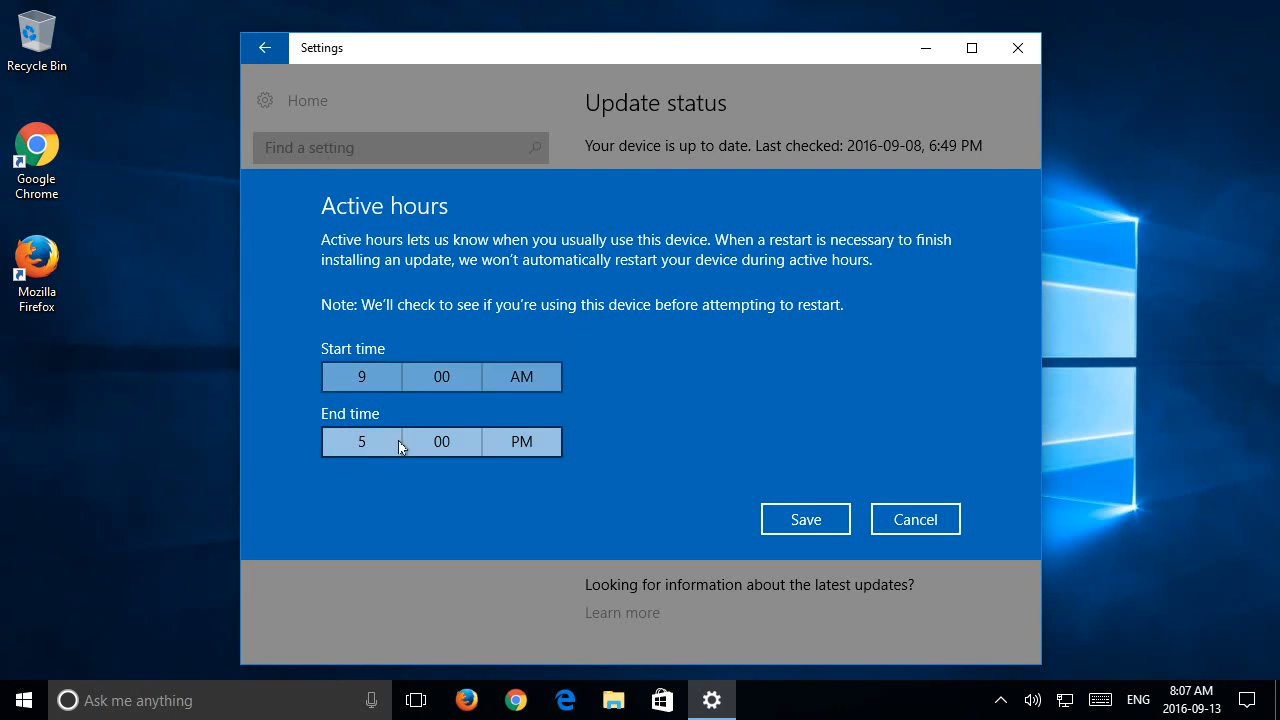 Recycle Bin
Google
Chrome
Mozilla
Firefox
Settings
Home
Find a setting
Update status
Your device is up to date. Last checked: 2016-09-08, 6:49 PM
Active hours
Active hours lets us know when you usually use this device. When a restart is necessary to finish
installing an update, we won’t automatically restart your device during active hours.
Note: We’ll check to see if you’re using this device before attempting to restart.
Start time
9 00 AM
End time
5 00 PM
Save Cancel
Looking for information about the latest updates?
Learn more
Ask me anything
ENG
8:07 AM
2016-09-13